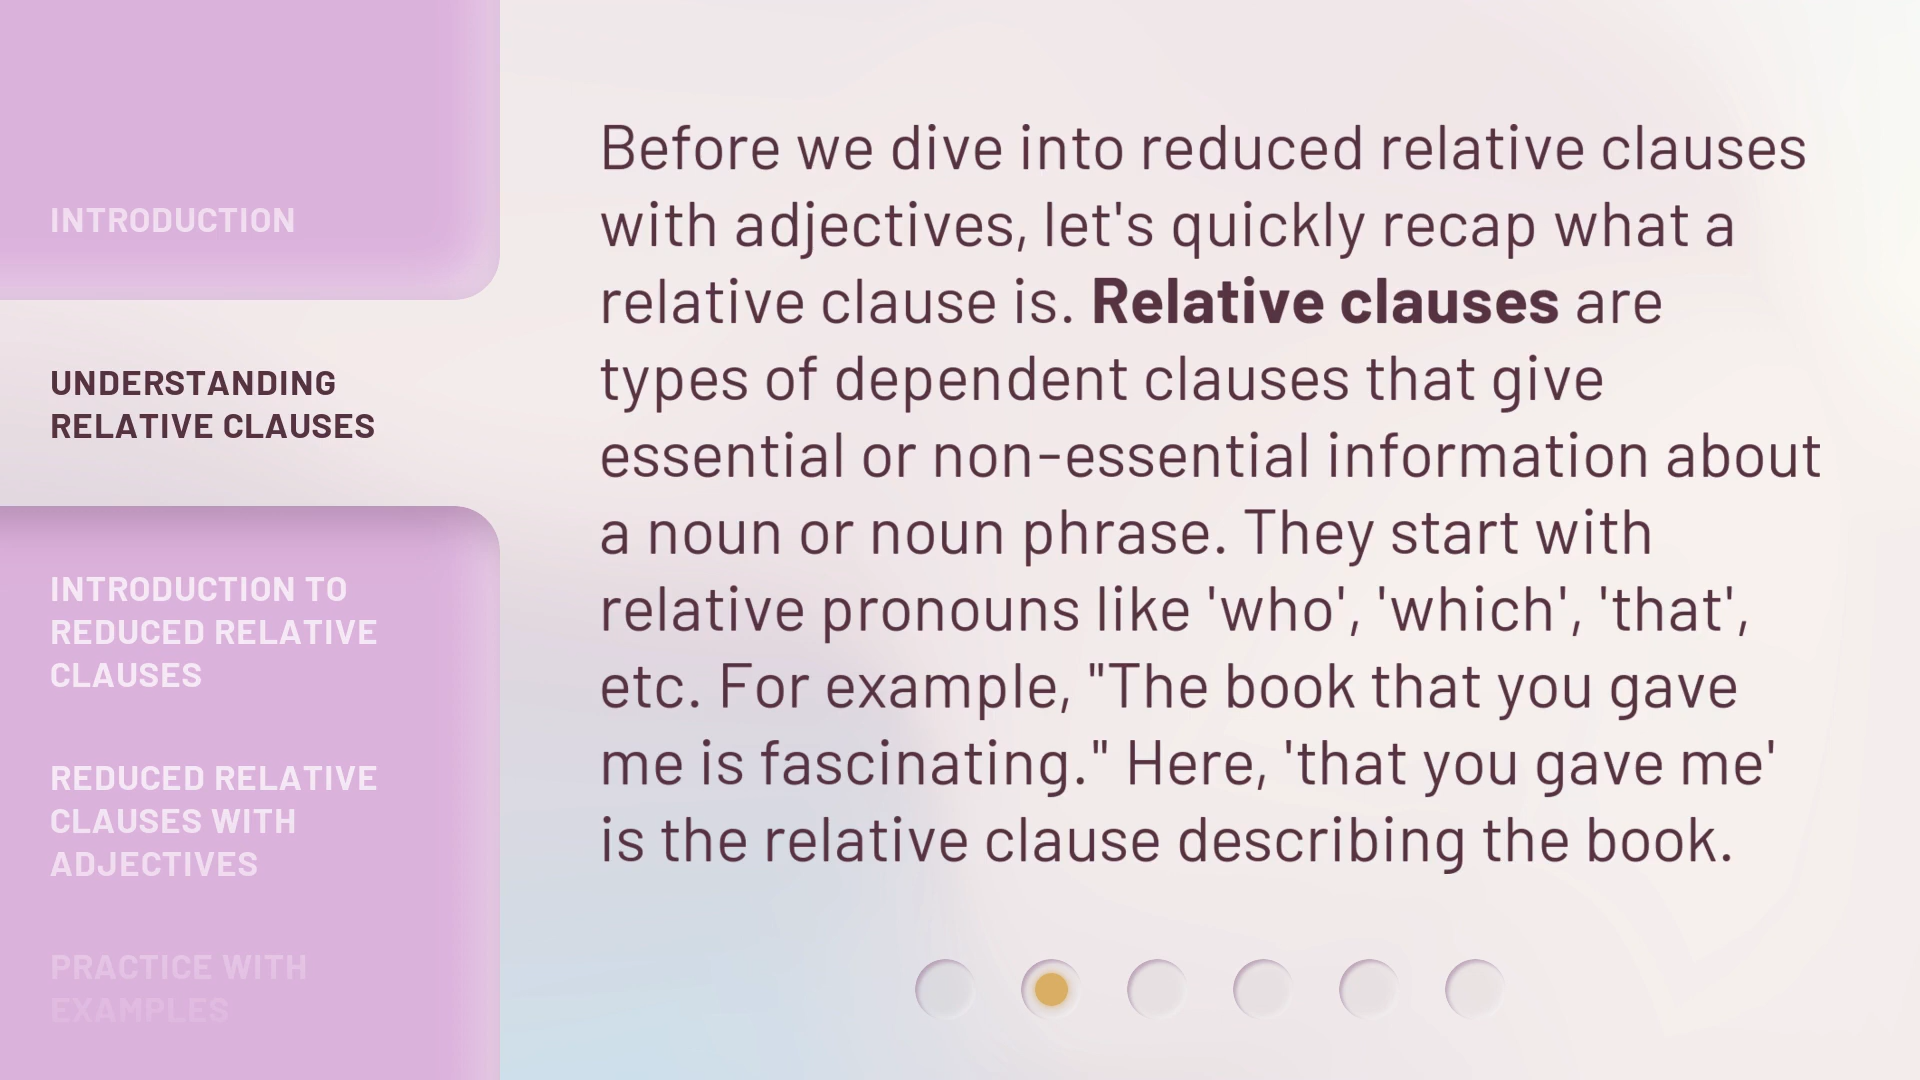 INTRODUCTION
UNDERSTANDING
RELATIVE CLAUSES
INTRODUCTION TO
REDUCED RELATIVE
CLAUSES
REDUCED RELATIVE
CLAUSES WITH
ADJECTIVES
PRACTICE WITH
EXAMPLES
Before we dive into reduced relative clauses
with adjectives, let's quickly recap what a
relative clause is. Relative clauses are
types of dependent clauses that give
essential or non-essential information about
a noun or noun phrase. They start with
relative pronouns like 'who', 'which', 'that',
etc. For example, "The book that you gave
me is fascinating." Here, 'that you gave me'
is the relative clause describing the book.